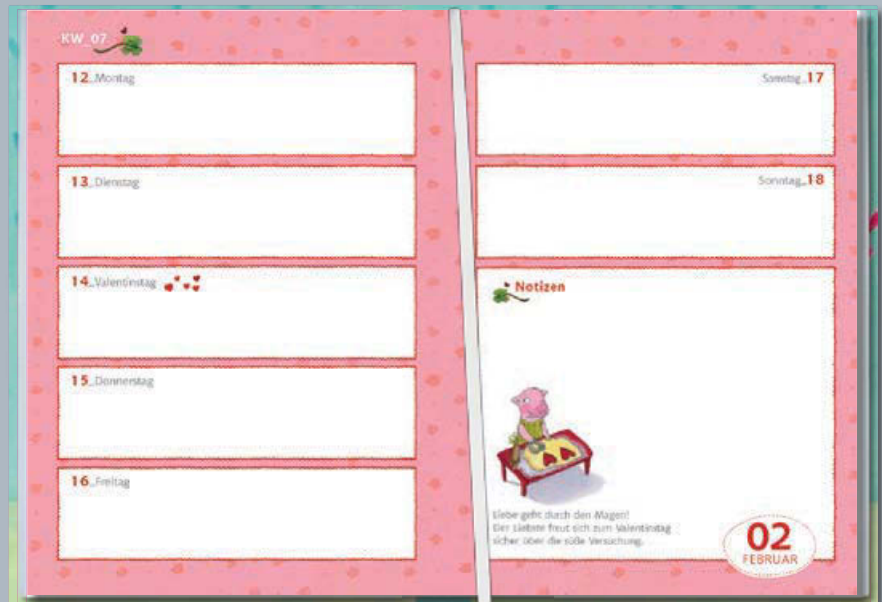 KW_07
12_Montag
13_Dienstag
14_Valentinstag
15_Donnerstag
16_Freitag
Samstag_17
Sonntag_18
Notizen
Liebe geht durch den Magen!
Der Liebste freut sich zum Valentinstag
sicher über die süße Versuchung.
02
FEBRUAR